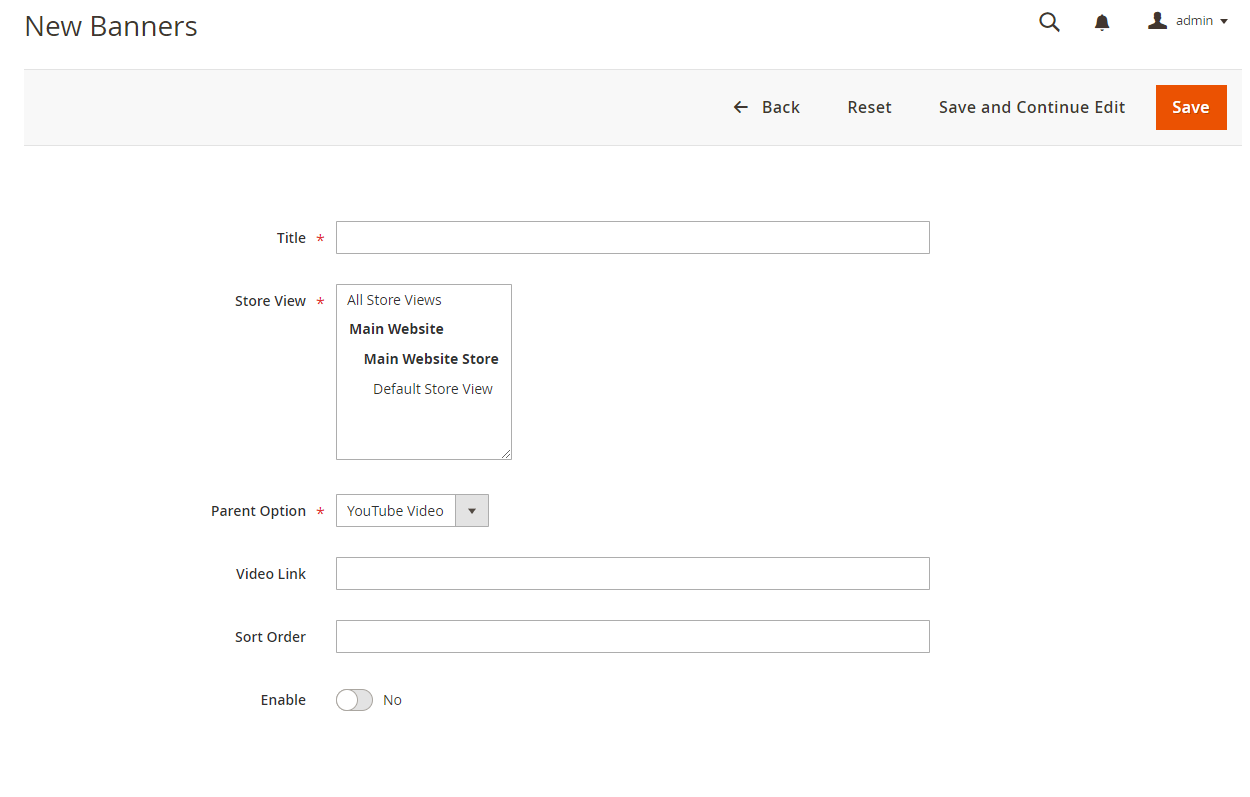 New Banners
admin
Back Reset Save and Continue Edit Save
Title *
Store View *
All Store Views
Main Website
Main Website Store
Default Store View
Parent Option * YouTube Video
Video Link
Sort Order
Enable No